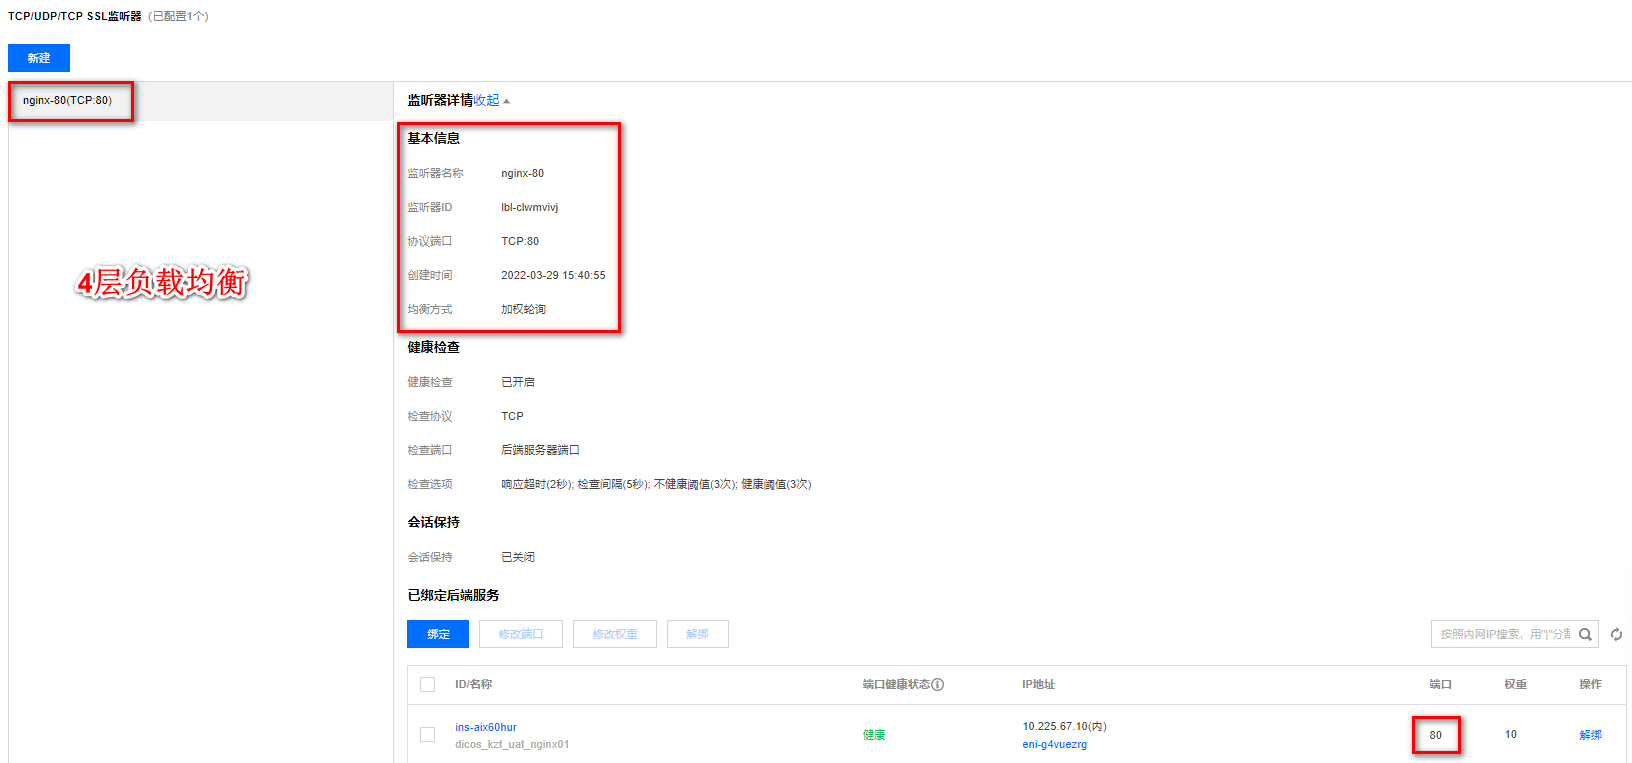 TCP/UDP/TCP SSL监听器 (已配置1个)
新建
nginx-80(TCP:80)
4层负载均衡
监听器详情收起
基本信息
监听器名称 nginx-80
监听器ID lbl-clwmvivj
协议端口 TCP:80
创建时间 2022-03-29 15:40:55
均衡方式 加权轮询
健康检查
健康检查 已开启
检查协议 TCP
检查端口 后端服务器端口
检查选项 响应超时(2秒); 检查间隔(5秒); 不健康阈值(3次); 健康阈值(3次)
会话保持
会话保持 已关闭
已绑定后端服务
绑定 修改端口 修改权重 解绑 按照内网IP搜索，用"|"分
ID/名称 端口健康状态 IP地址 端口 权重 操作
ins-aix60hur 健康 10.225.67.10(内) 80 10 解绑
dicos_kzt_uat_nginx01 eni-g4vuezrg